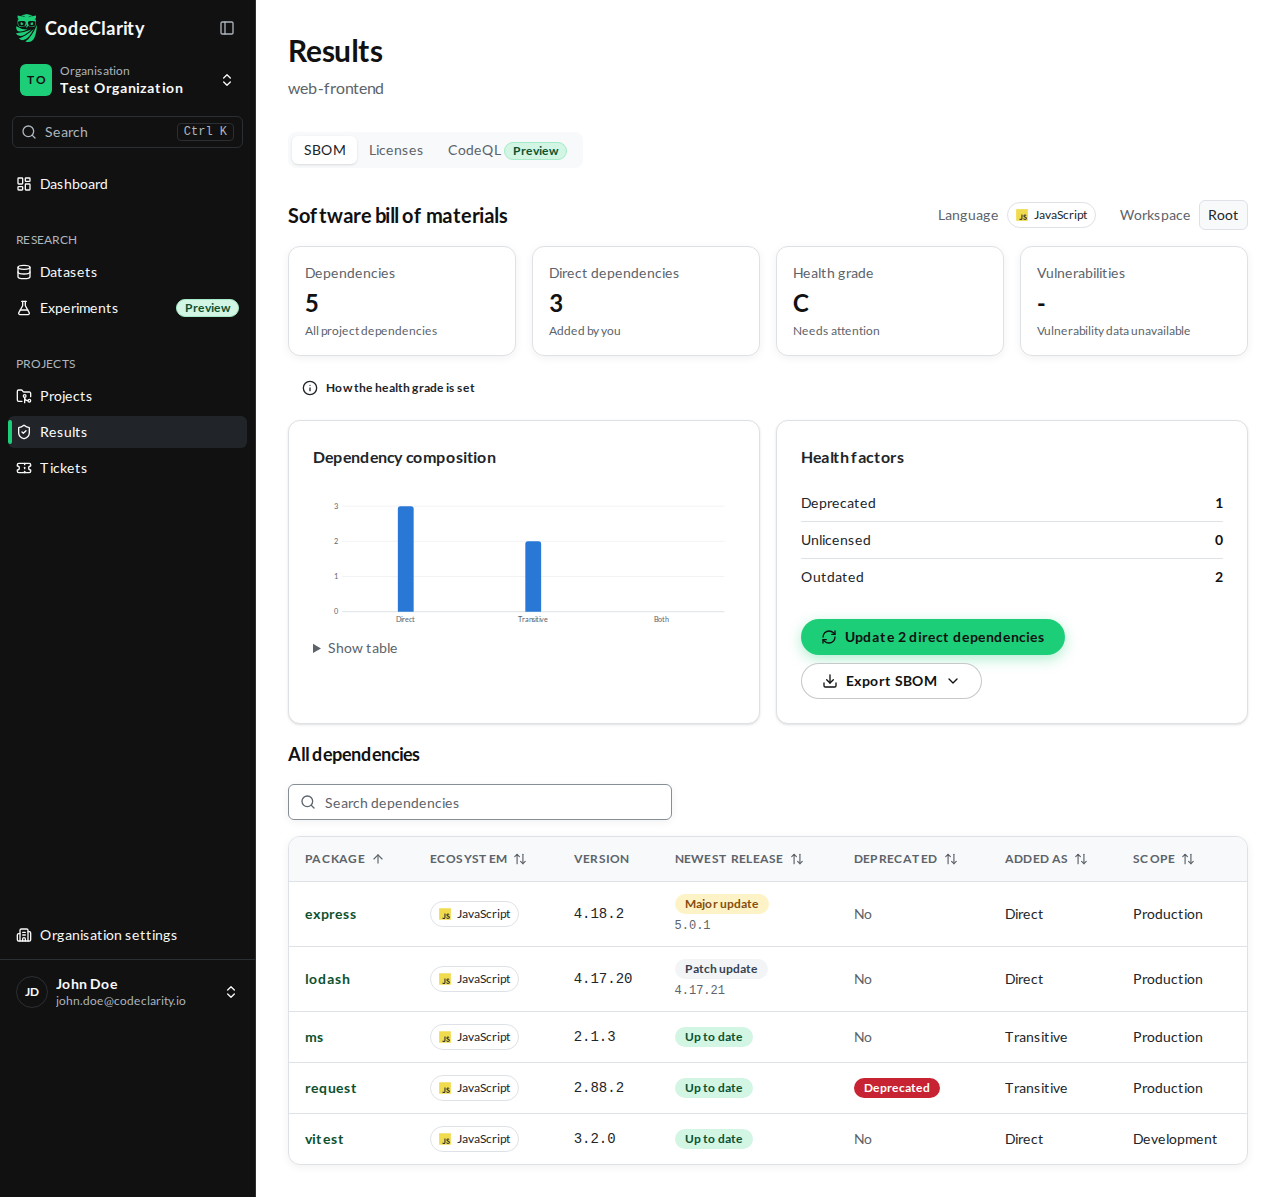 CodeClarity
TO
Organisation
Test Organization
Search
Ctrl K
Dashboard
RESEARCH
Datasets
Experiments
Preview
PROJECTS
Projects
Results
Tickets
Organisation settings
JD
John Doe
john.doe@codeclarity.io
Results
web-frontend
SBOM Licenses CodeQL Preview
Software bill of materials
Language JS JavaScript Workspace Root
Dependencies
5
All project dependencies
Direct dependencies
3
Added by you
Health grade
C
Needs attention
Vulnerabilities
-
Vulnerability data unavailable
How the health grade is set
Dependency composition
3
2
1
0
Direct Transitive Both
Show table
Health factors
Deprecated 1
Unlicensed 0
Outdated 2
Update 2 direct dependencies
Export SBOM
All dependencies
Search dependencies
PACKAGE ECOSYSTEM VERSION NEWEST RELEASE DEPRECATED ADDED AS SCOPE
express JS JavaScript 4.18.2 Major update 5.0.1 No Direct Production
lodash JS JavaScript 4.17.20 Patch update 4.17.21 No Direct Production
ms JS JavaScript 2.1.3 Up to date No Transitive Production
request JS JavaScript 2.88.2 Up to date Deprecated Transitive Production
vitest JS JavaScript 3.2.0 Up to date No Direct Development